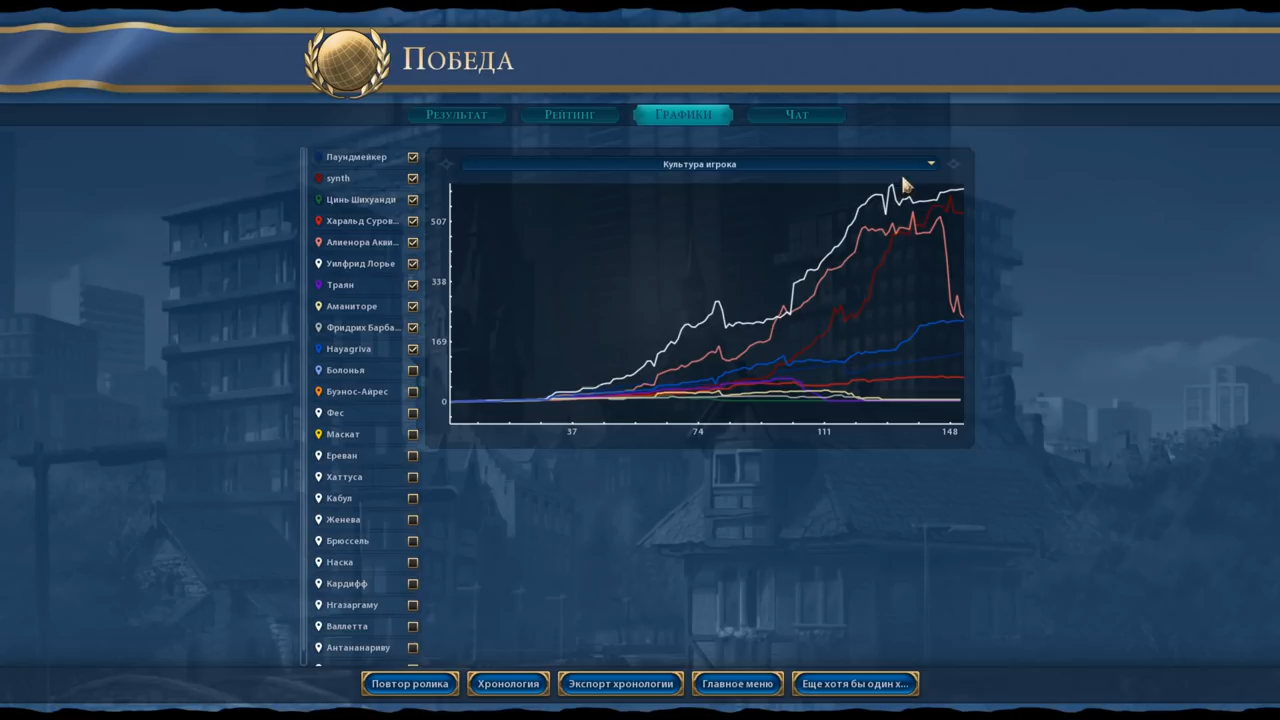 Победа
Результат
Рейтинг
Графики
Чат
Паундмейкер
synth
Цинь Шихуанди
Харальд Суров...
Алиенора Акви...
Уилфрид Лорье
Траян
Аманиторе
Фридрих Барба...
Hayagriva
Болонья
Буэнос-Айрес
Фес
Маскат
Ереван
Хаттуса
Кабул
Женева
Брюссель
Наска
Кардифф
Нгазаргаму
Валлетта
Антананариву
Культура игрока
507
338
169
0
37
74
111
148
Повтор ролика
Хронология
Экспорт хронологии
Главное меню
Еще хотя бы один х...